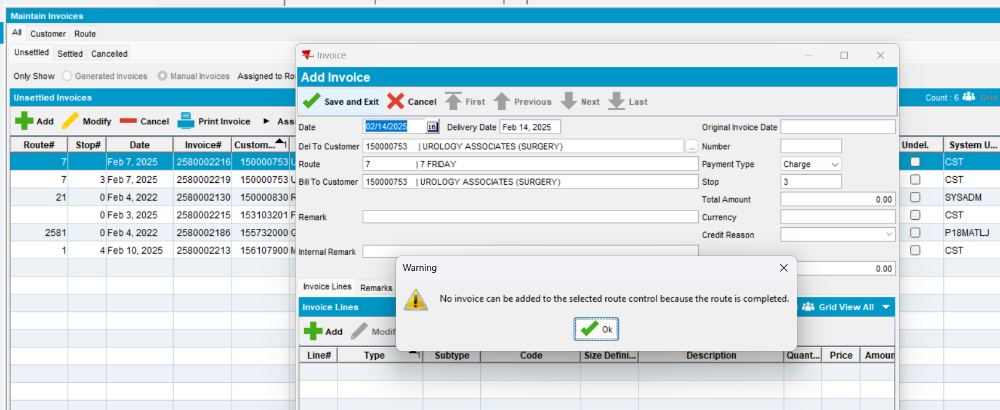 Maintain Invoices
All Customer Route
Unsettled Settled Cancelled
Only Show Generated Invoices Manual Invoices Assigned to Ro
Unsettled Invoices
Count : 6 Grid
Add Modify Cancel Print Invoice Assi
Route# Stop# Date Invoice# Custom... 1 Undel. System U...
7 Feb 7, 2025 2580002216 150000753 U CST
7 3 Feb 7, 2025 2580002219 150000753 U CST
21 0 Feb 4, 2022 2580002130 150000830 R SYSADM
0 Feb 3, 2025 2580002215 153103201 F CST
2581 0 Feb 4, 2022 2580002186 155732000 G P18MATLJ
1 4 Feb 10, 2025 2580002213 156107900 M CST
Invoice
Add Invoice
Save and Exit Cancel First Previous Next Last
Date 02/14/2025 16 Delivery Date Feb 14, 2025 Original Invoice Date
Del To Customer 150000753 | UROLOGY ASSOCIATES (SURGERY) ... Number
Route 7 | 7 FRIDAY Payment Type Charge
Bill To Customer 150000753 | UROLOGY ASSOCIATES (SURGERY) Stop 3
Total Amount 0.00
Remark Currency
Credit Reason
Internal Remark
0.00
Invoice Lines Remarks
Invoice Lines Grid View All
Add Modif
Line# Type 1 Subtype Code Size Defini... Description Quant... Price Amoun
Warning
No invoice can be added to the selected route control because the route is completed.
Ok